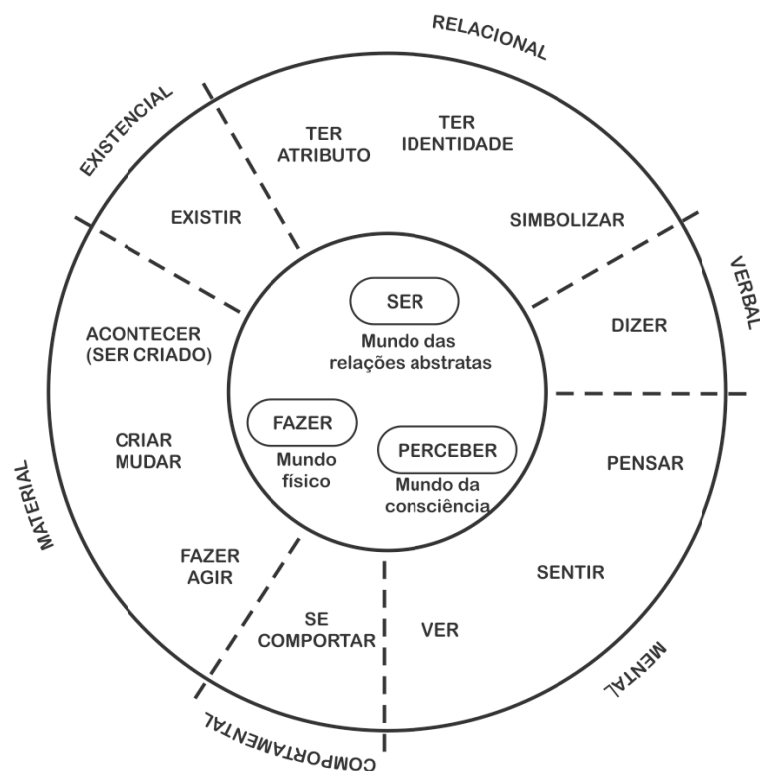 RELACIONAL
EXISTENCIAL
TER
ATRIBUTO
TER
IDENTIDADE
EXISTIR
SIMBOLIZAR
VERBAL
SER
Mundo das
relações abstratas
DIZER
ACONTECER
(SER CRIADO)
FAZER
Mundo
físico
PERCEBER
Mundo da
consciência
CRIAR
MUDAR
PENSAR
MATERIAL
FAZER
AGIR
SENTIR
SE
COMPORTAR
VER
MENTAL
COMPORTAMENTAL